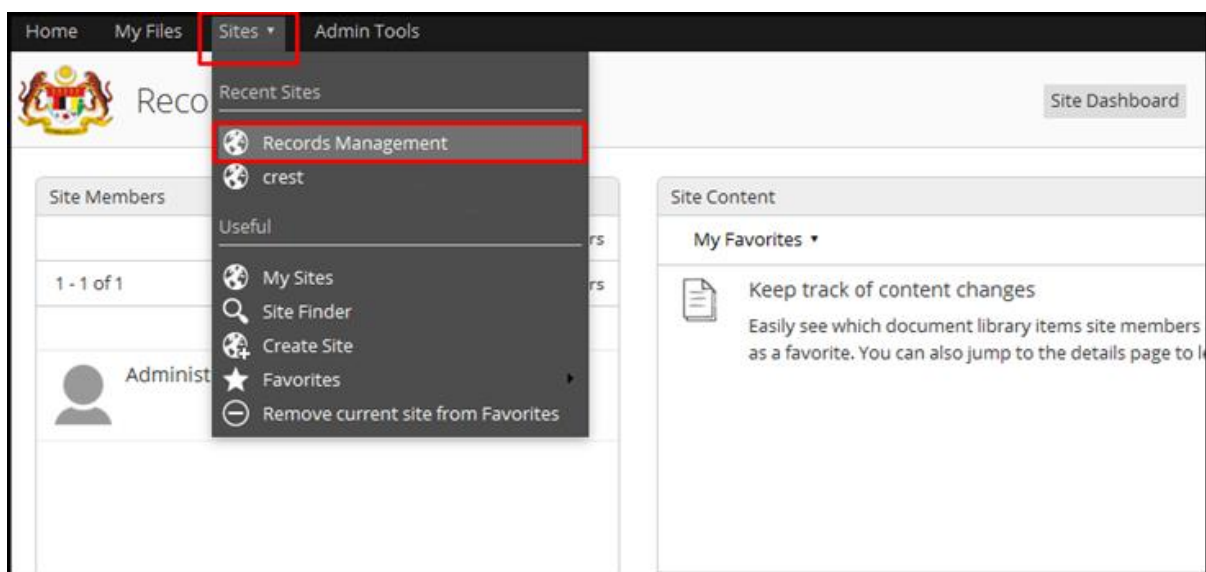 Home My Files Sites ▾ Admin Tools
Reco
Site Dashboard
Recent Sites
Records Management
crest
Useful
My Sites
Site Finder
Create Site
Favorites
Remove current site from Favorites
Site Members
rs
1 - 1 of 1
rs
Administ
Site Content
My Favorites ▾
Keep track of content changes
Easily see which document library items site members
as a favorite. You can also jump to the details page to l